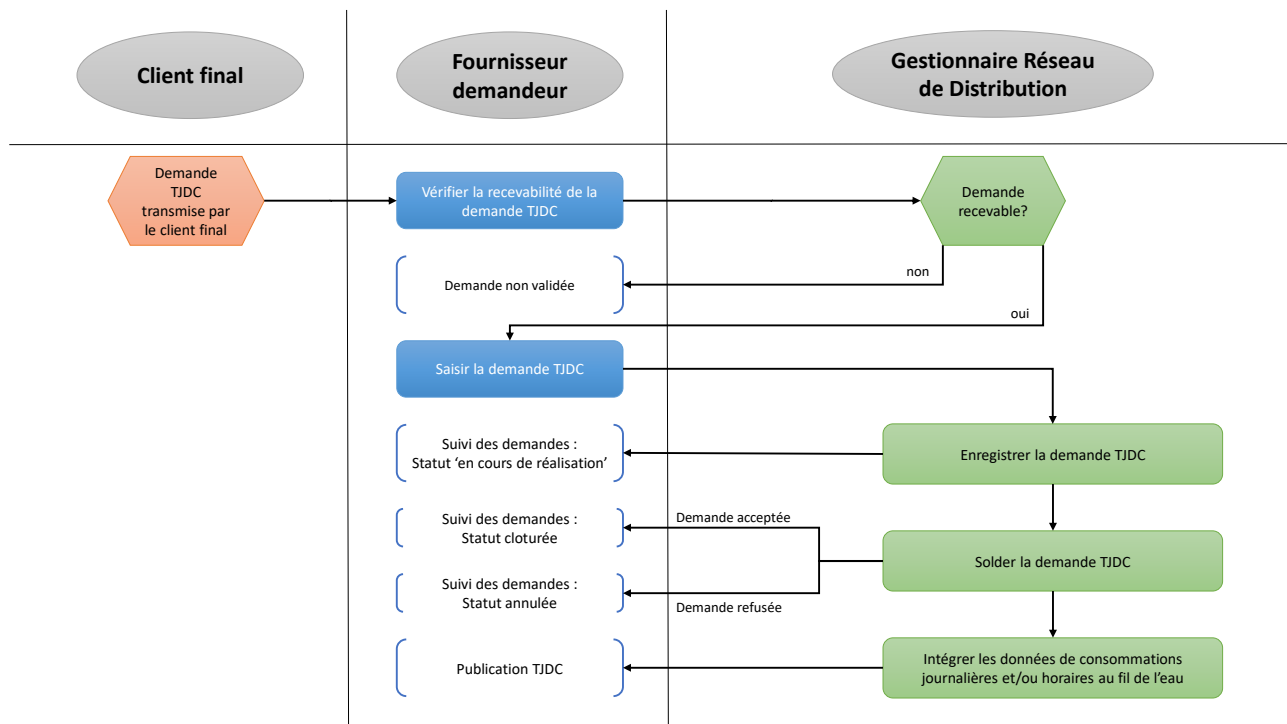 Client final
Fournisseur
demandeur
Gestionnaire Réseau
de Distribution
Demande
TJDC
transmise par
le client final
Vérifier la recevabilité de la
demande TJDC
Demande
recevable?
non
Demande non validée
oui
Saisir la demande TJDC
Suivi des demandes :
Statut ‘en cours de réalisation’
Enregistrer la demande TJDC
Suivi des demandes :
Statut cloturée
Demande acceptée
Solder la demande TJDC
Suivi des demandes :
Statut annulée
Demande refusée
Publication TJDC
Intégrer les données de consommations
journalières et/ou horaires au fil de l’eau